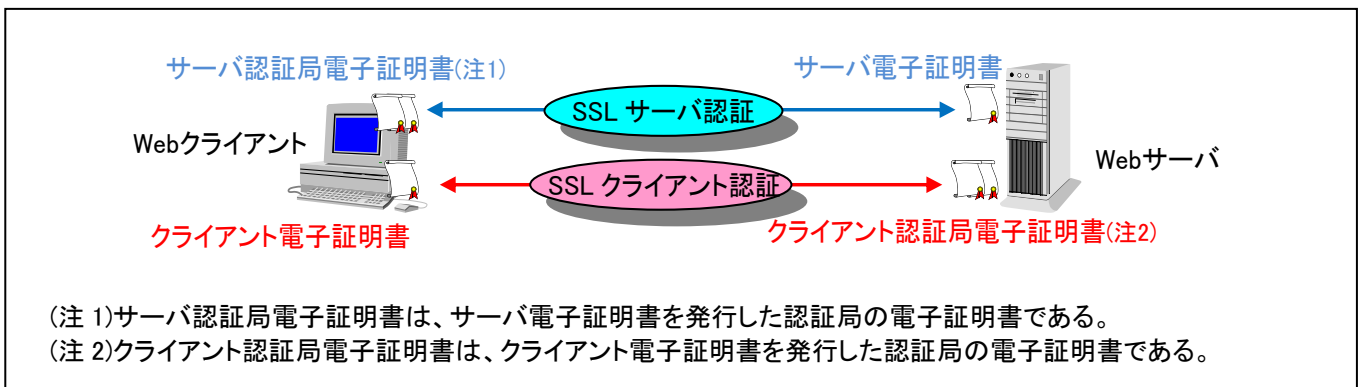 サーバ認証局電子証明書(注1)
サーバ電子証明書
SSL サーバ認証
Webクライアント
Webサーバ
SSL クライアント認証
クライアント電子証明書
クライアント認証局電子証明書(注2)
(注 1)サーバ認証局電子証明書は、サーバ電子証明書を発行した認証局の電子証明書である。
(注 2)クライアント認証局電子証明書は、クライアント電子証明書を発行した認証局の電子証明書である。